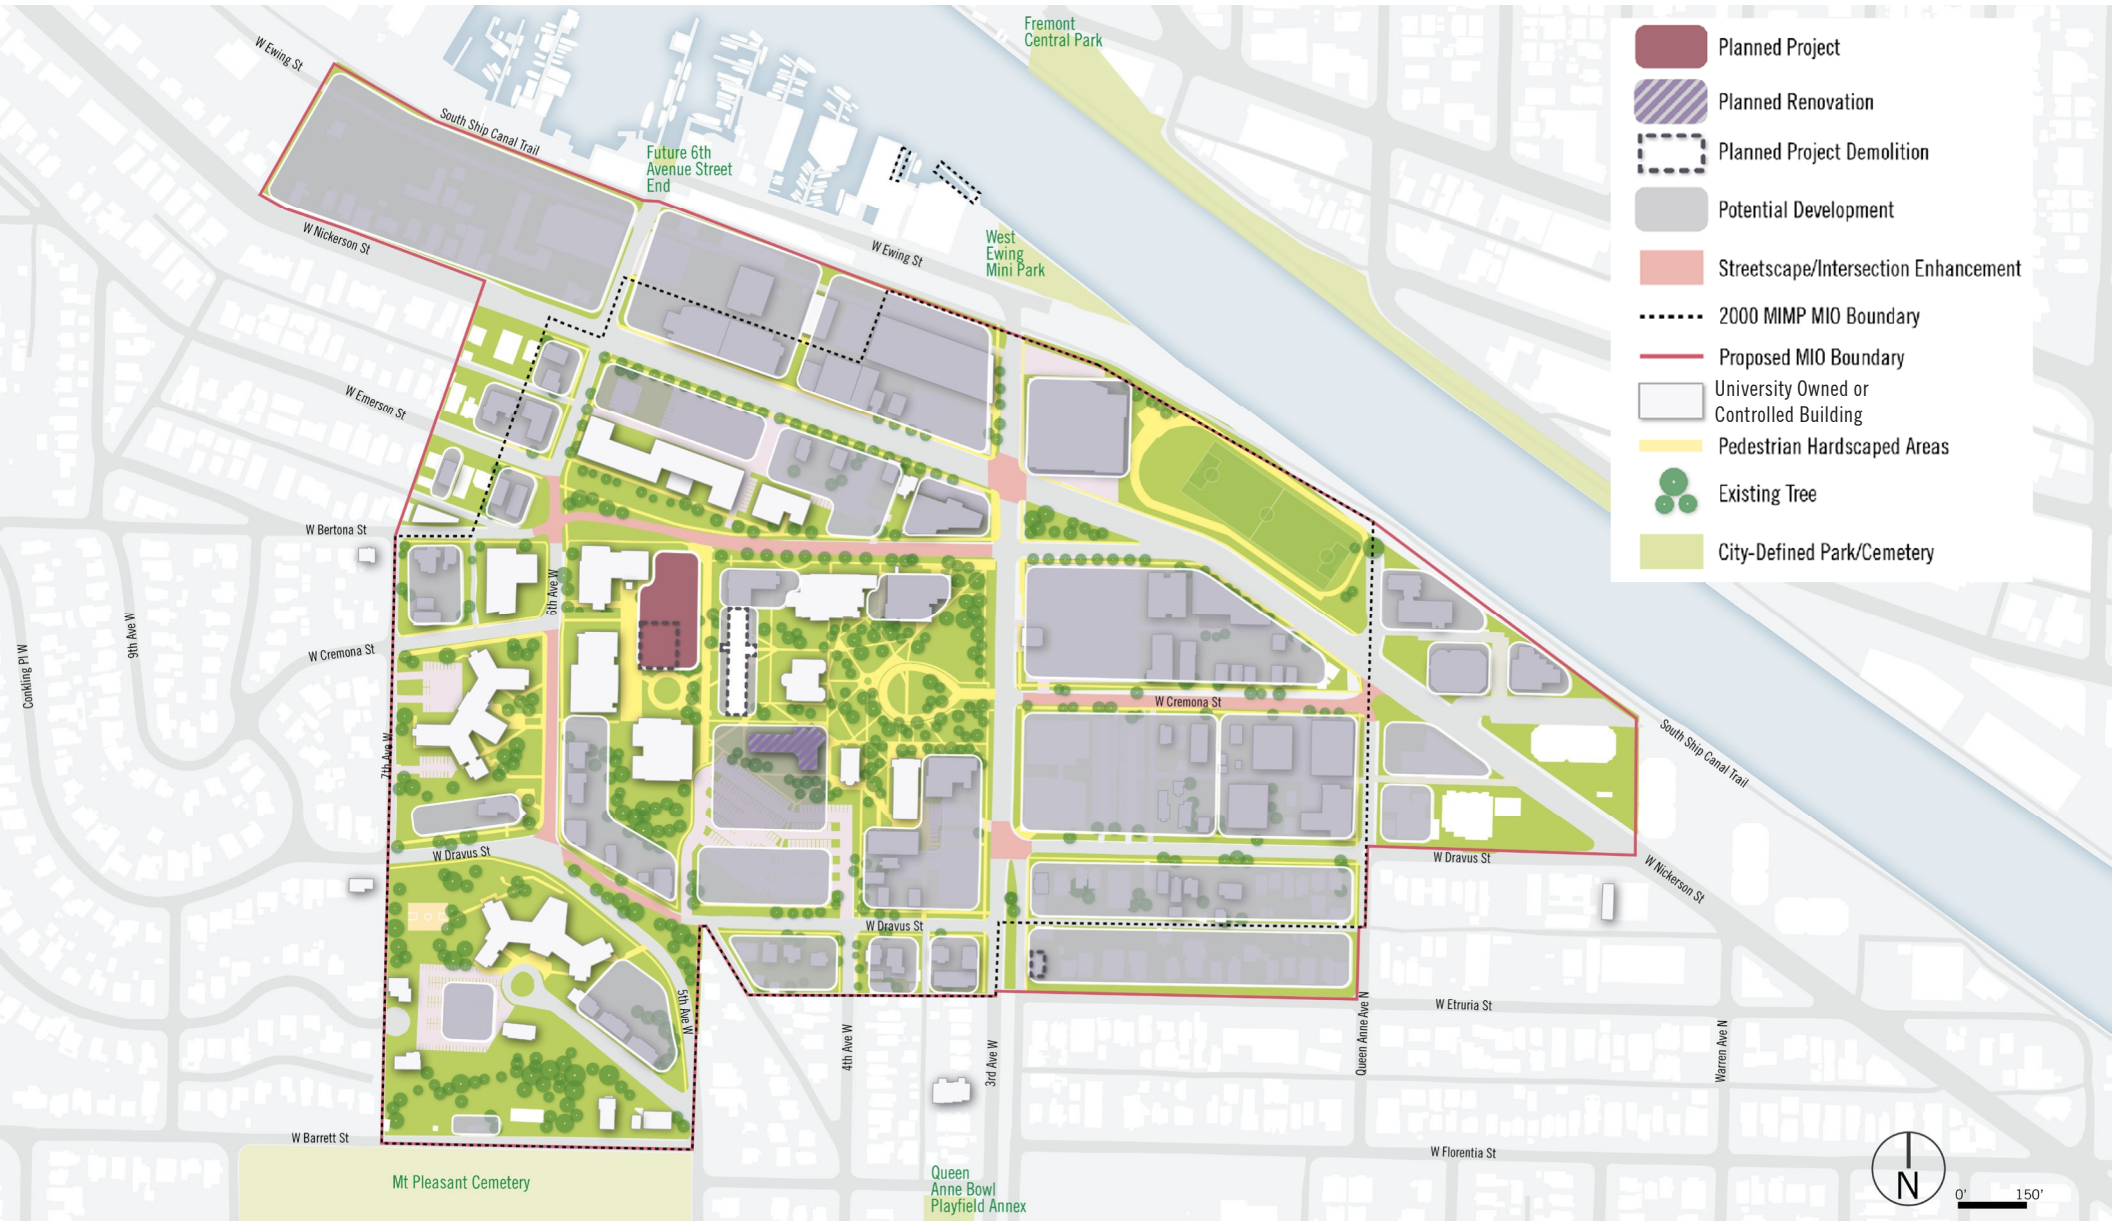 Fremont
Central Park
W Ewing St
South Ship Canal Trail
Future 6th
Avenue Street
End
W Nickerson St
W Ewing St
West
Ewing
Mini Park
W Emerson St
W Bertona St
6th Ave W
9th Ave W
Conkling Pl W
W Cremona St
W Cremona St
7th Ave W
South Ship Canal Trail
W Dravus St
W Dravus St
W Nickerson St
W Dravus St
5th Ave W
4th Ave W
3rd Ave W
Queen Anne Ave N
W Etruria St
Warren Ave N
W Barrett St
W Florentia St
Mt Pleasant Cemetery
Queen
Anne Bowl
Playfield Annex
Planned Project
Planned Renovation
Planned Project Demolition
Potential Development
Streetscape/Intersection Enhancement
2000 MIMP MIO Boundary
Proposed MIO Boundary
University Owned or
Controlled Building
Pedestrian Hardscaped Areas
Existing Tree
City-Defined Park/Cemetery
N
0' 150'